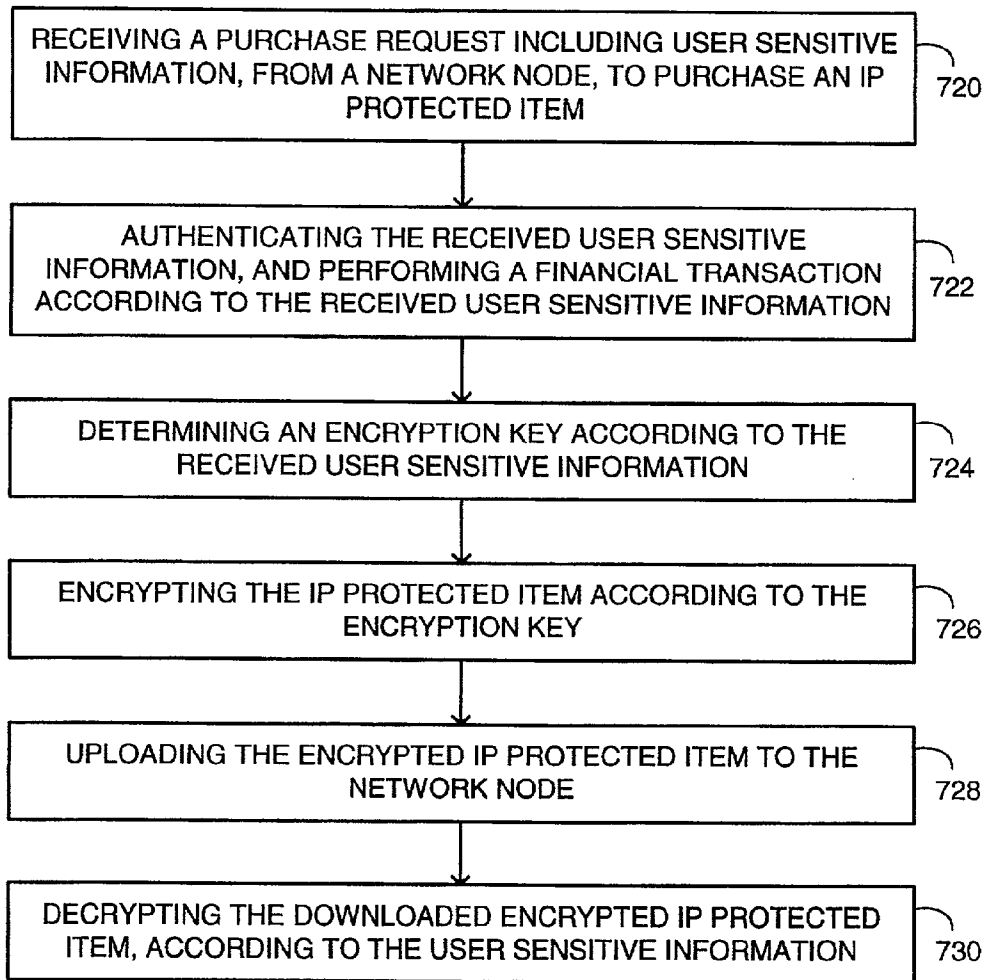 RECEIVING A PURCHASE REQUEST INCLUDING USER SENSITIVE
INFORMATION, FROM A NETWORK NODE, TO PURCHASE AN IP
PROTECTED ITEM
720
AUTHENTICATING THE RECEIVED USER SENSITIVE
INFORMATION, AND PERFORMING A FINANCIAL TRANSACTION
ACCORDING TO THE RECEIVED USER SENSITIVE INFORMATION
722
DETERMINING AN ENCRYPTION KEY ACCORDING TO THE
RECEIVED USER SENSITIVE INFORMATION
724
ENCRYPTING THE IP PROTECTED ITEM ACCORDING TO THE
ENCRYPTION KEY
726
UPLOADING THE ENCRYPTED IP PROTECTED ITEM TO THE
NETWORK NODE
728
DECRYPTING THE DOWNLOADED ENCRYPTED IP PROTECTED
ITEM, ACCORDING TO THE USER SENSITIVE INFORMATION
730